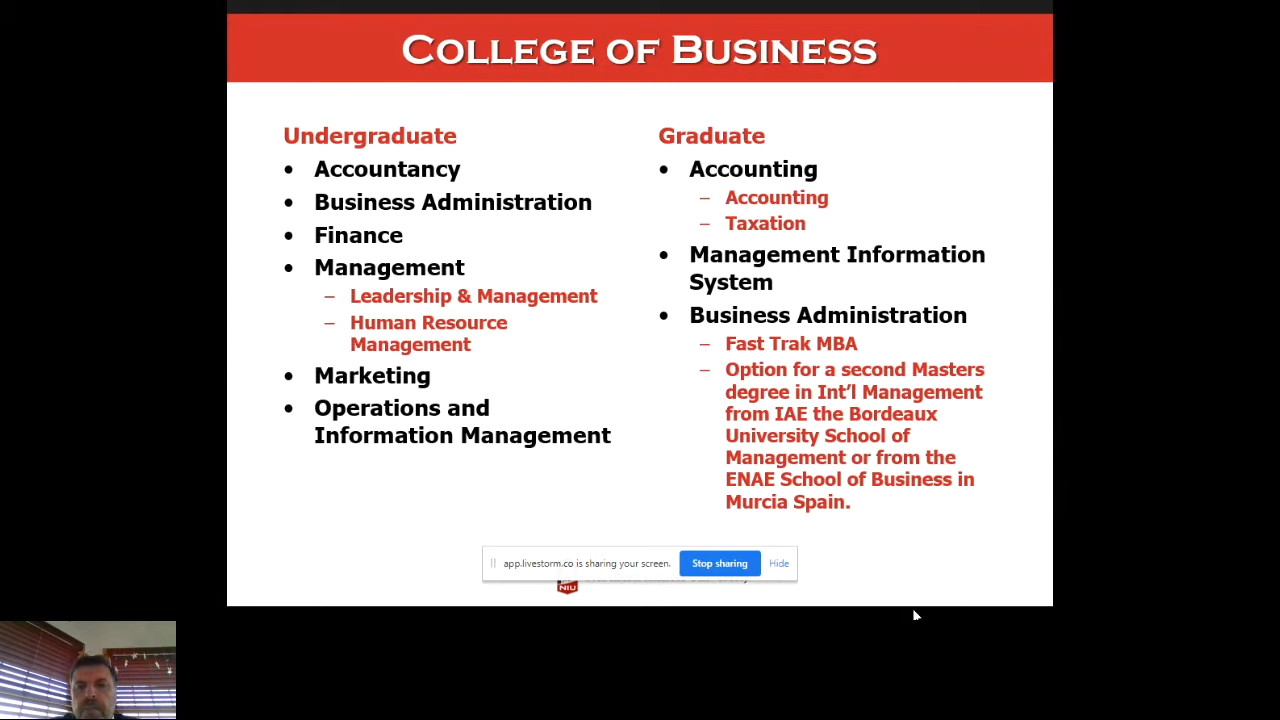 College of Business
Undergraduate
• Accountancy
• Business Administration
• Finance
• Management
– Leadership & Management
– Human Resource
Management
• Marketing
• Operations and
Information Management
Graduate
• Accounting
– Accounting
– Taxation
• Management Information
System
• Business Administration
– Fast Trak MBA
– Option for a second Masters
degree in Int'l Management
from IAE the Bordeaux
University School of
Management or from the
ENAE School of Business in
Murcia Spain.
app.livestorm.co is sharing your screen.
Stop sharing
Hide
NIU